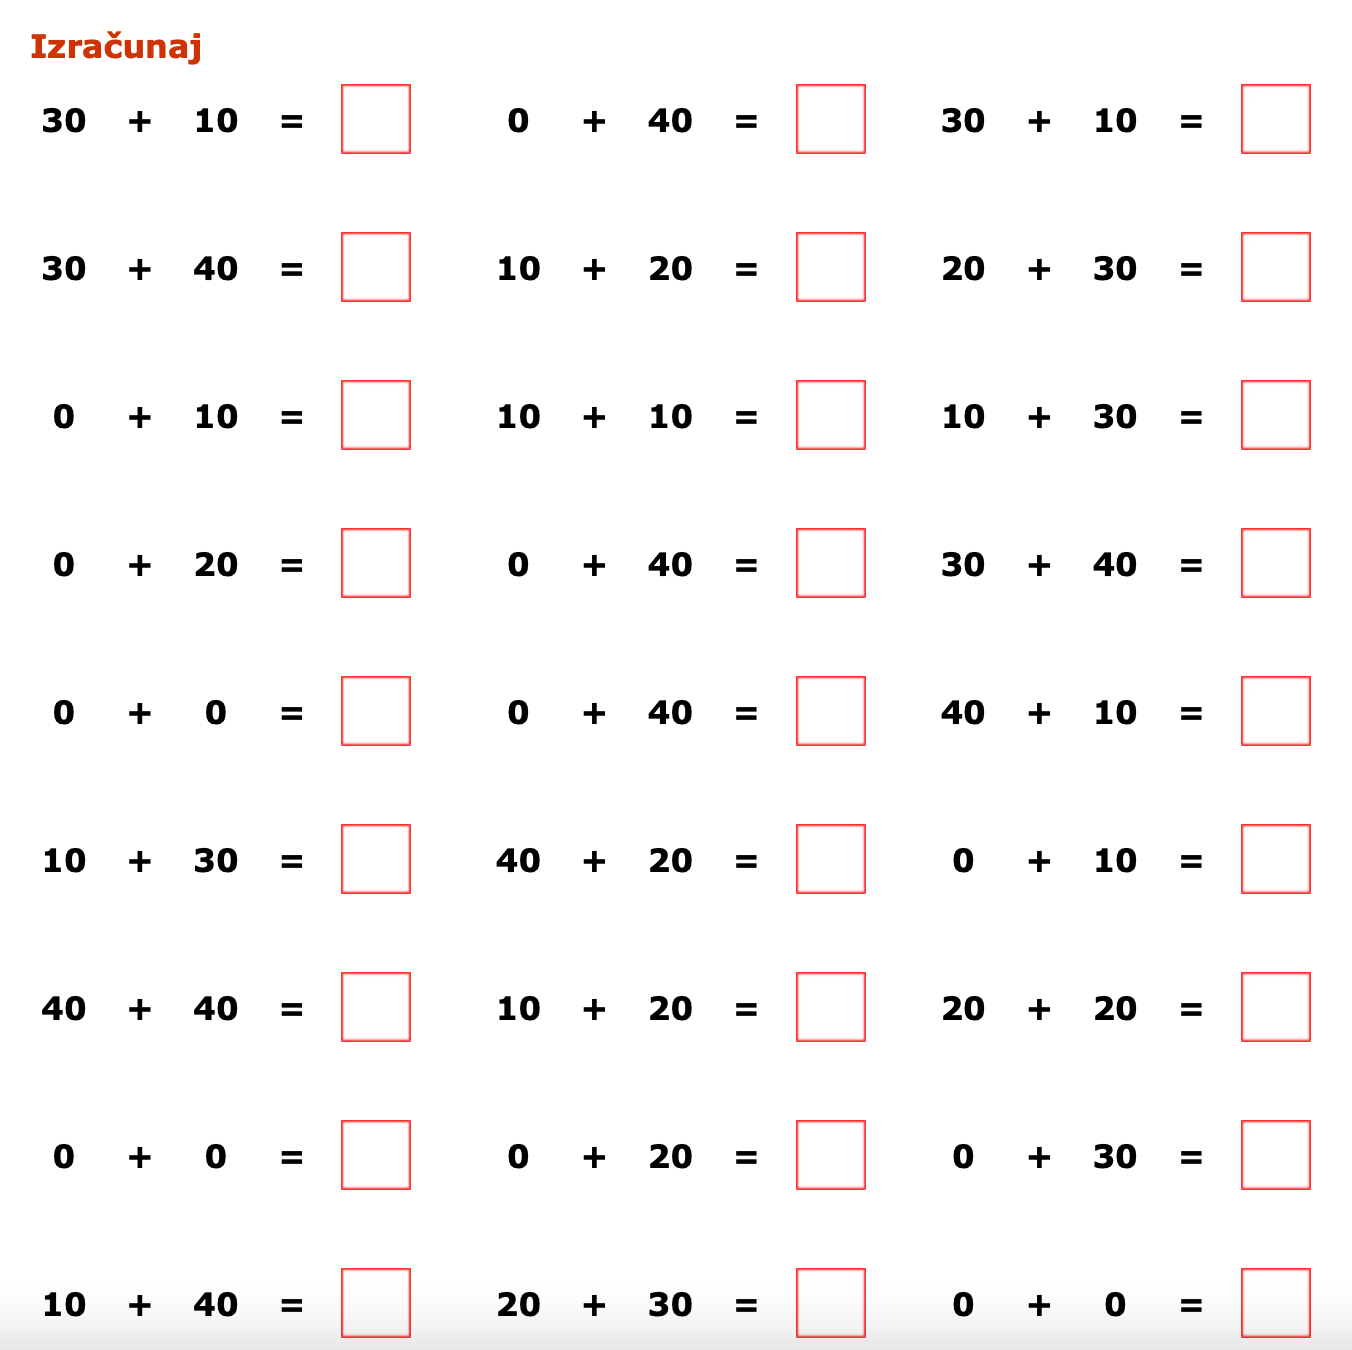 Izračunaj
30 + 10 = 0 + 40 = 30 + 10 =
30 + 40 = 10 + 20 = 20 + 30 =
0 + 10 = 10 + 10 = 10 + 30 =
0 + 20 = 0 + 40 = 30 + 40 =
0 + 0 = 0 + 40 = 40 + 10 =
10 + 30 = 40 + 20 = 0 + 10 =
40 + 40 = 10 + 20 = 20 + 20 =
0 + 0 = 0 + 20 = 0 + 30 =
10 + 40 = 20 + 30 = 0 + 0 =